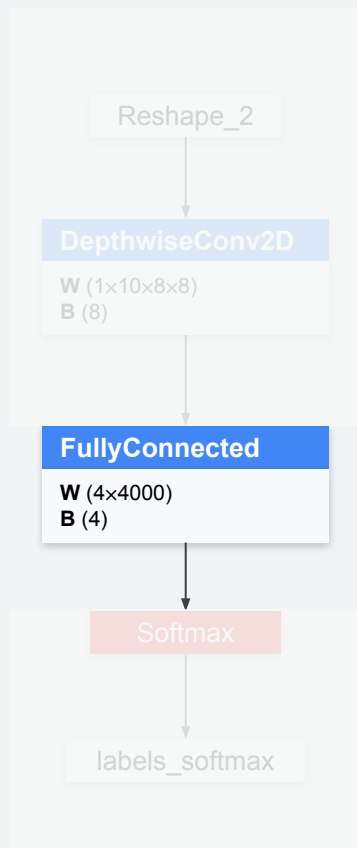 Reshape_2
DepthwiseConv2D
W (1×10×8×8)
B (8)
FullyConnected
W (4×4000)
B (4)
Softmax
labels_softmax